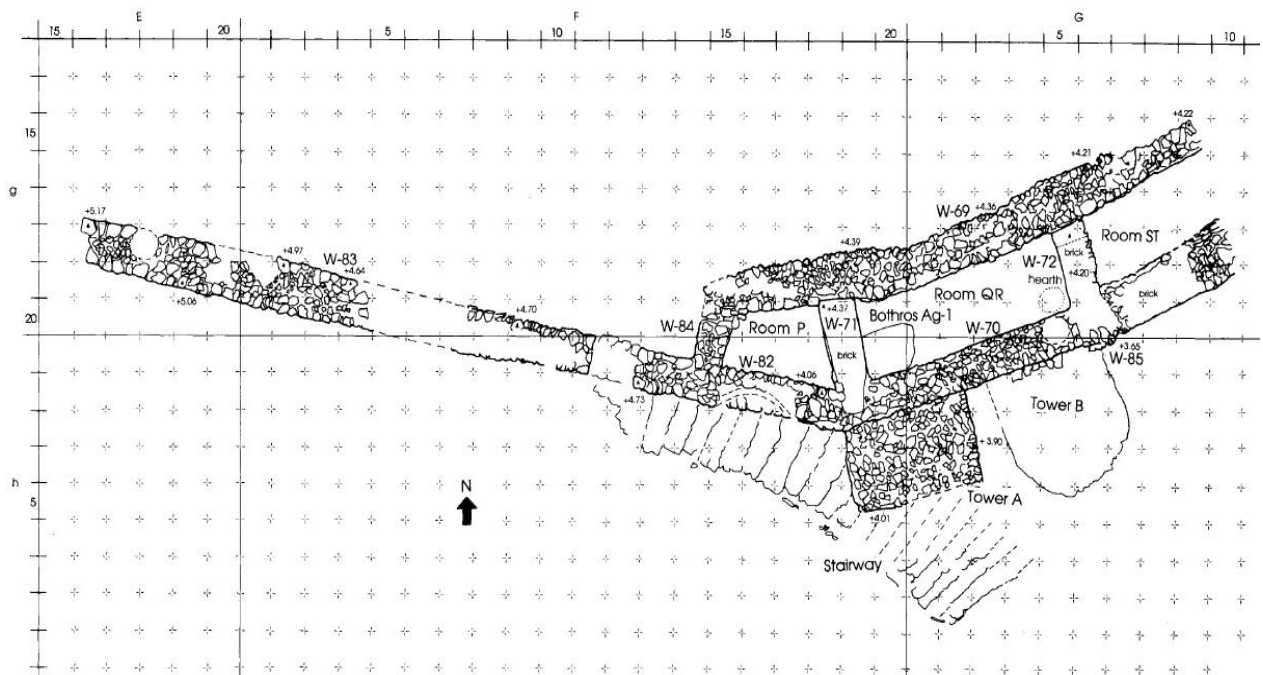 E F G
15 20 5 10 15 20 5 10
15
g
20
h
5
+5.17
+5.06
+4.97
W-83
+4.64
+4.70
W-84
+4.73
Room P
W-82
+4.06
+4.37
W-71
brick
+4.39
W-69
+4.36
+4.21
+4.22
Bothros Ag-1
Room QR
W-72
brick
+4.20
hearth
Room ST
brick
W-70
+3.65
W-85
Tower B
+3.90
Tower A
+4.01
Stairway
N